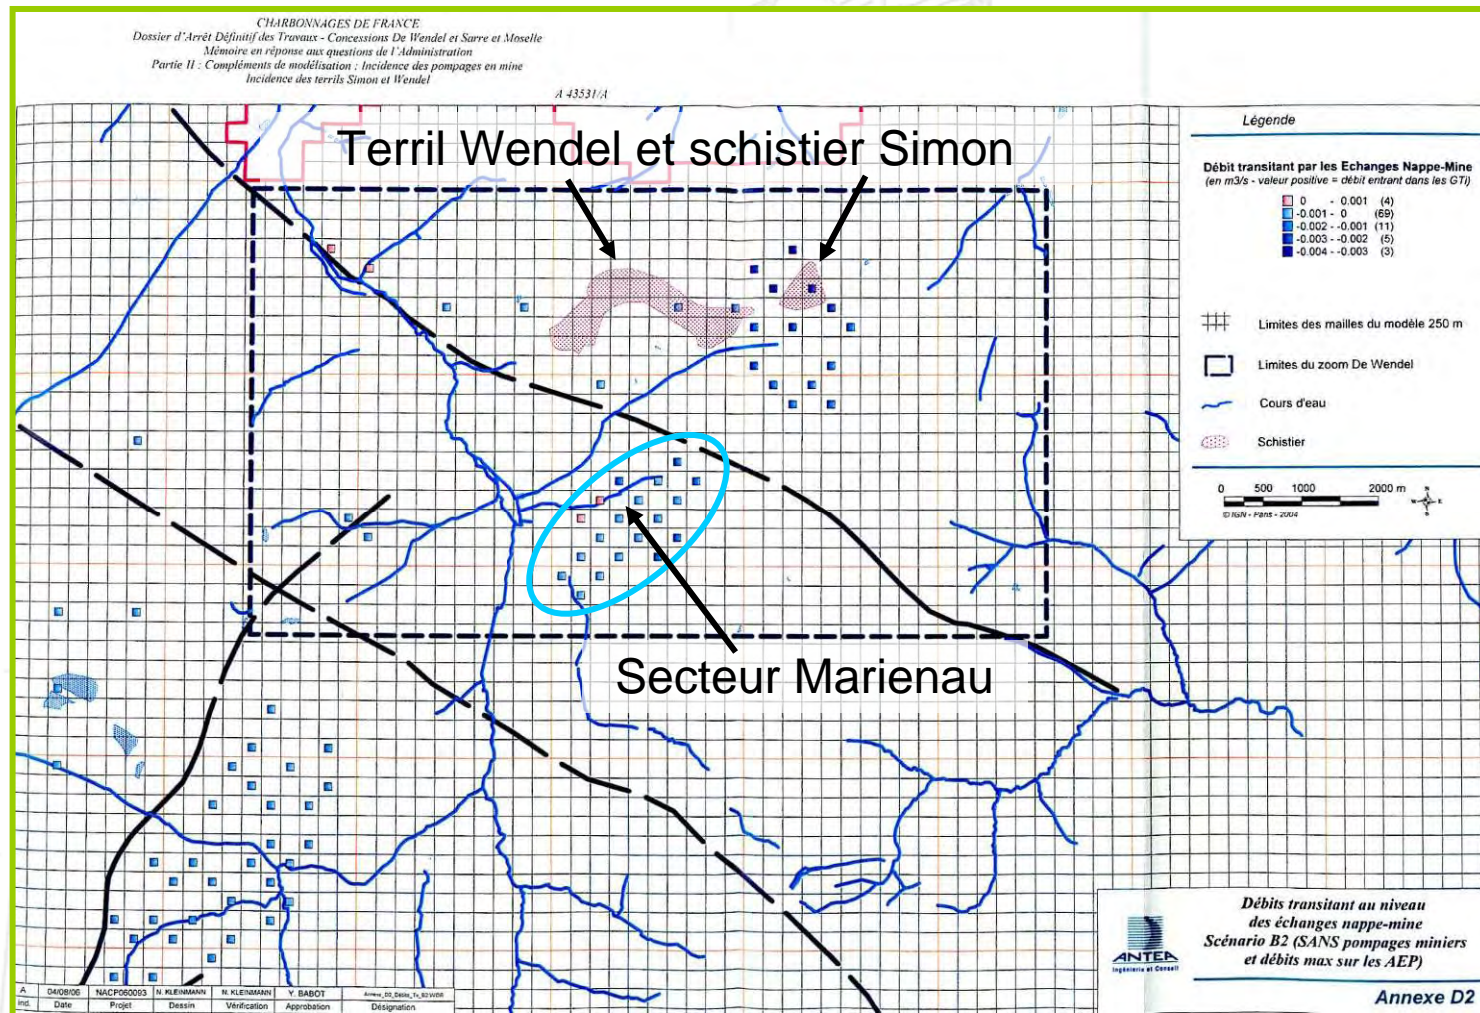 CHARBONNAGES DE FRANCE
Dossier d'Arrêt Définitif des Travaux - Concessions De Wendel et Sarre et Moselle
Mémoire en réponse aux questions de l'Administration
Partie II : Compléments de modélisation : Incidence des pompages en mine
Incidence des terrils Simon et Wendel
A 43531/A
Terril Wendel et schistier Simon
Secteur Marienau
Légende
Débit transitant par les Echanges Nappe-Mine
(en m3/s - valeur positive = débit entrant dans les GTi)
0 - 0.001 (4)
-0.001 - 0 (69)
-0.002 - -0.001 (11)
-0.003 - -0.002 (5)
-0.004 - -0.003 (3)
Limites des mailles du modèle 250 m
Limites du zoom De Wendel
Cours d'eau
Schistier
0 500 1000 2000 m
© IGN - Paris - 2004
ANTEA
Ingénierie et Conseil
Débits transitant au niveau
des échanges nappe-mine
Scénario B2 (SANS pompages miniers
et débits max sur les AEP)
Annexe D2
A 04/08/06 NACP060093 N. KLEINMANN N. KLEINMANN Y. BABOT
Ind. Date Projet Dessin Vérification Approbation Désignation